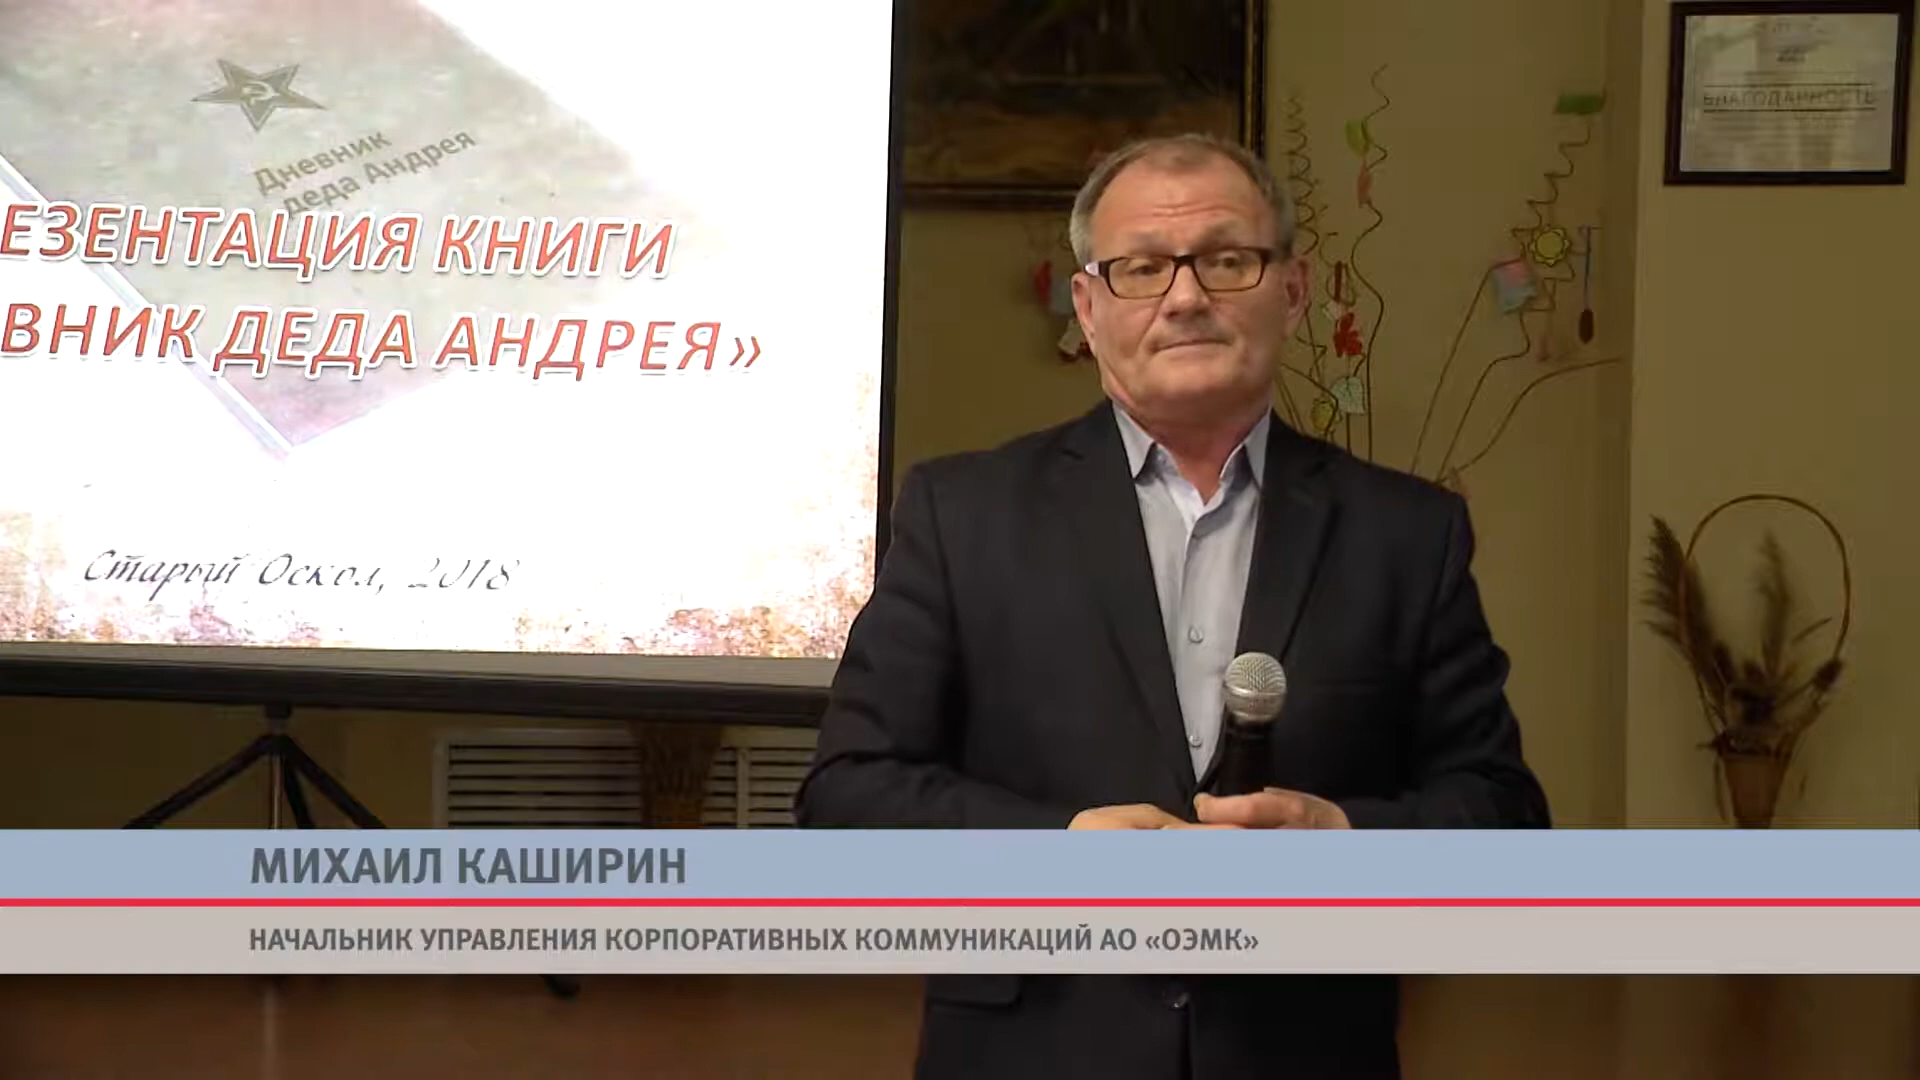 Дневник
деда Андрея
ЕЗЕНТАЦИЯ КНИГИ
ВНИК ДЕДА АНДРЕЯ»
Старый Оскол, 2018
БЛАГОДАРНОСТЬ
МИХАИЛ КАШИРИН
НАЧАЛЬНИК УПРАВЛЕНИЯ КОРПОРАТИВНЫХ КОММУНИКАЦИЙ АО «ОЭМК»